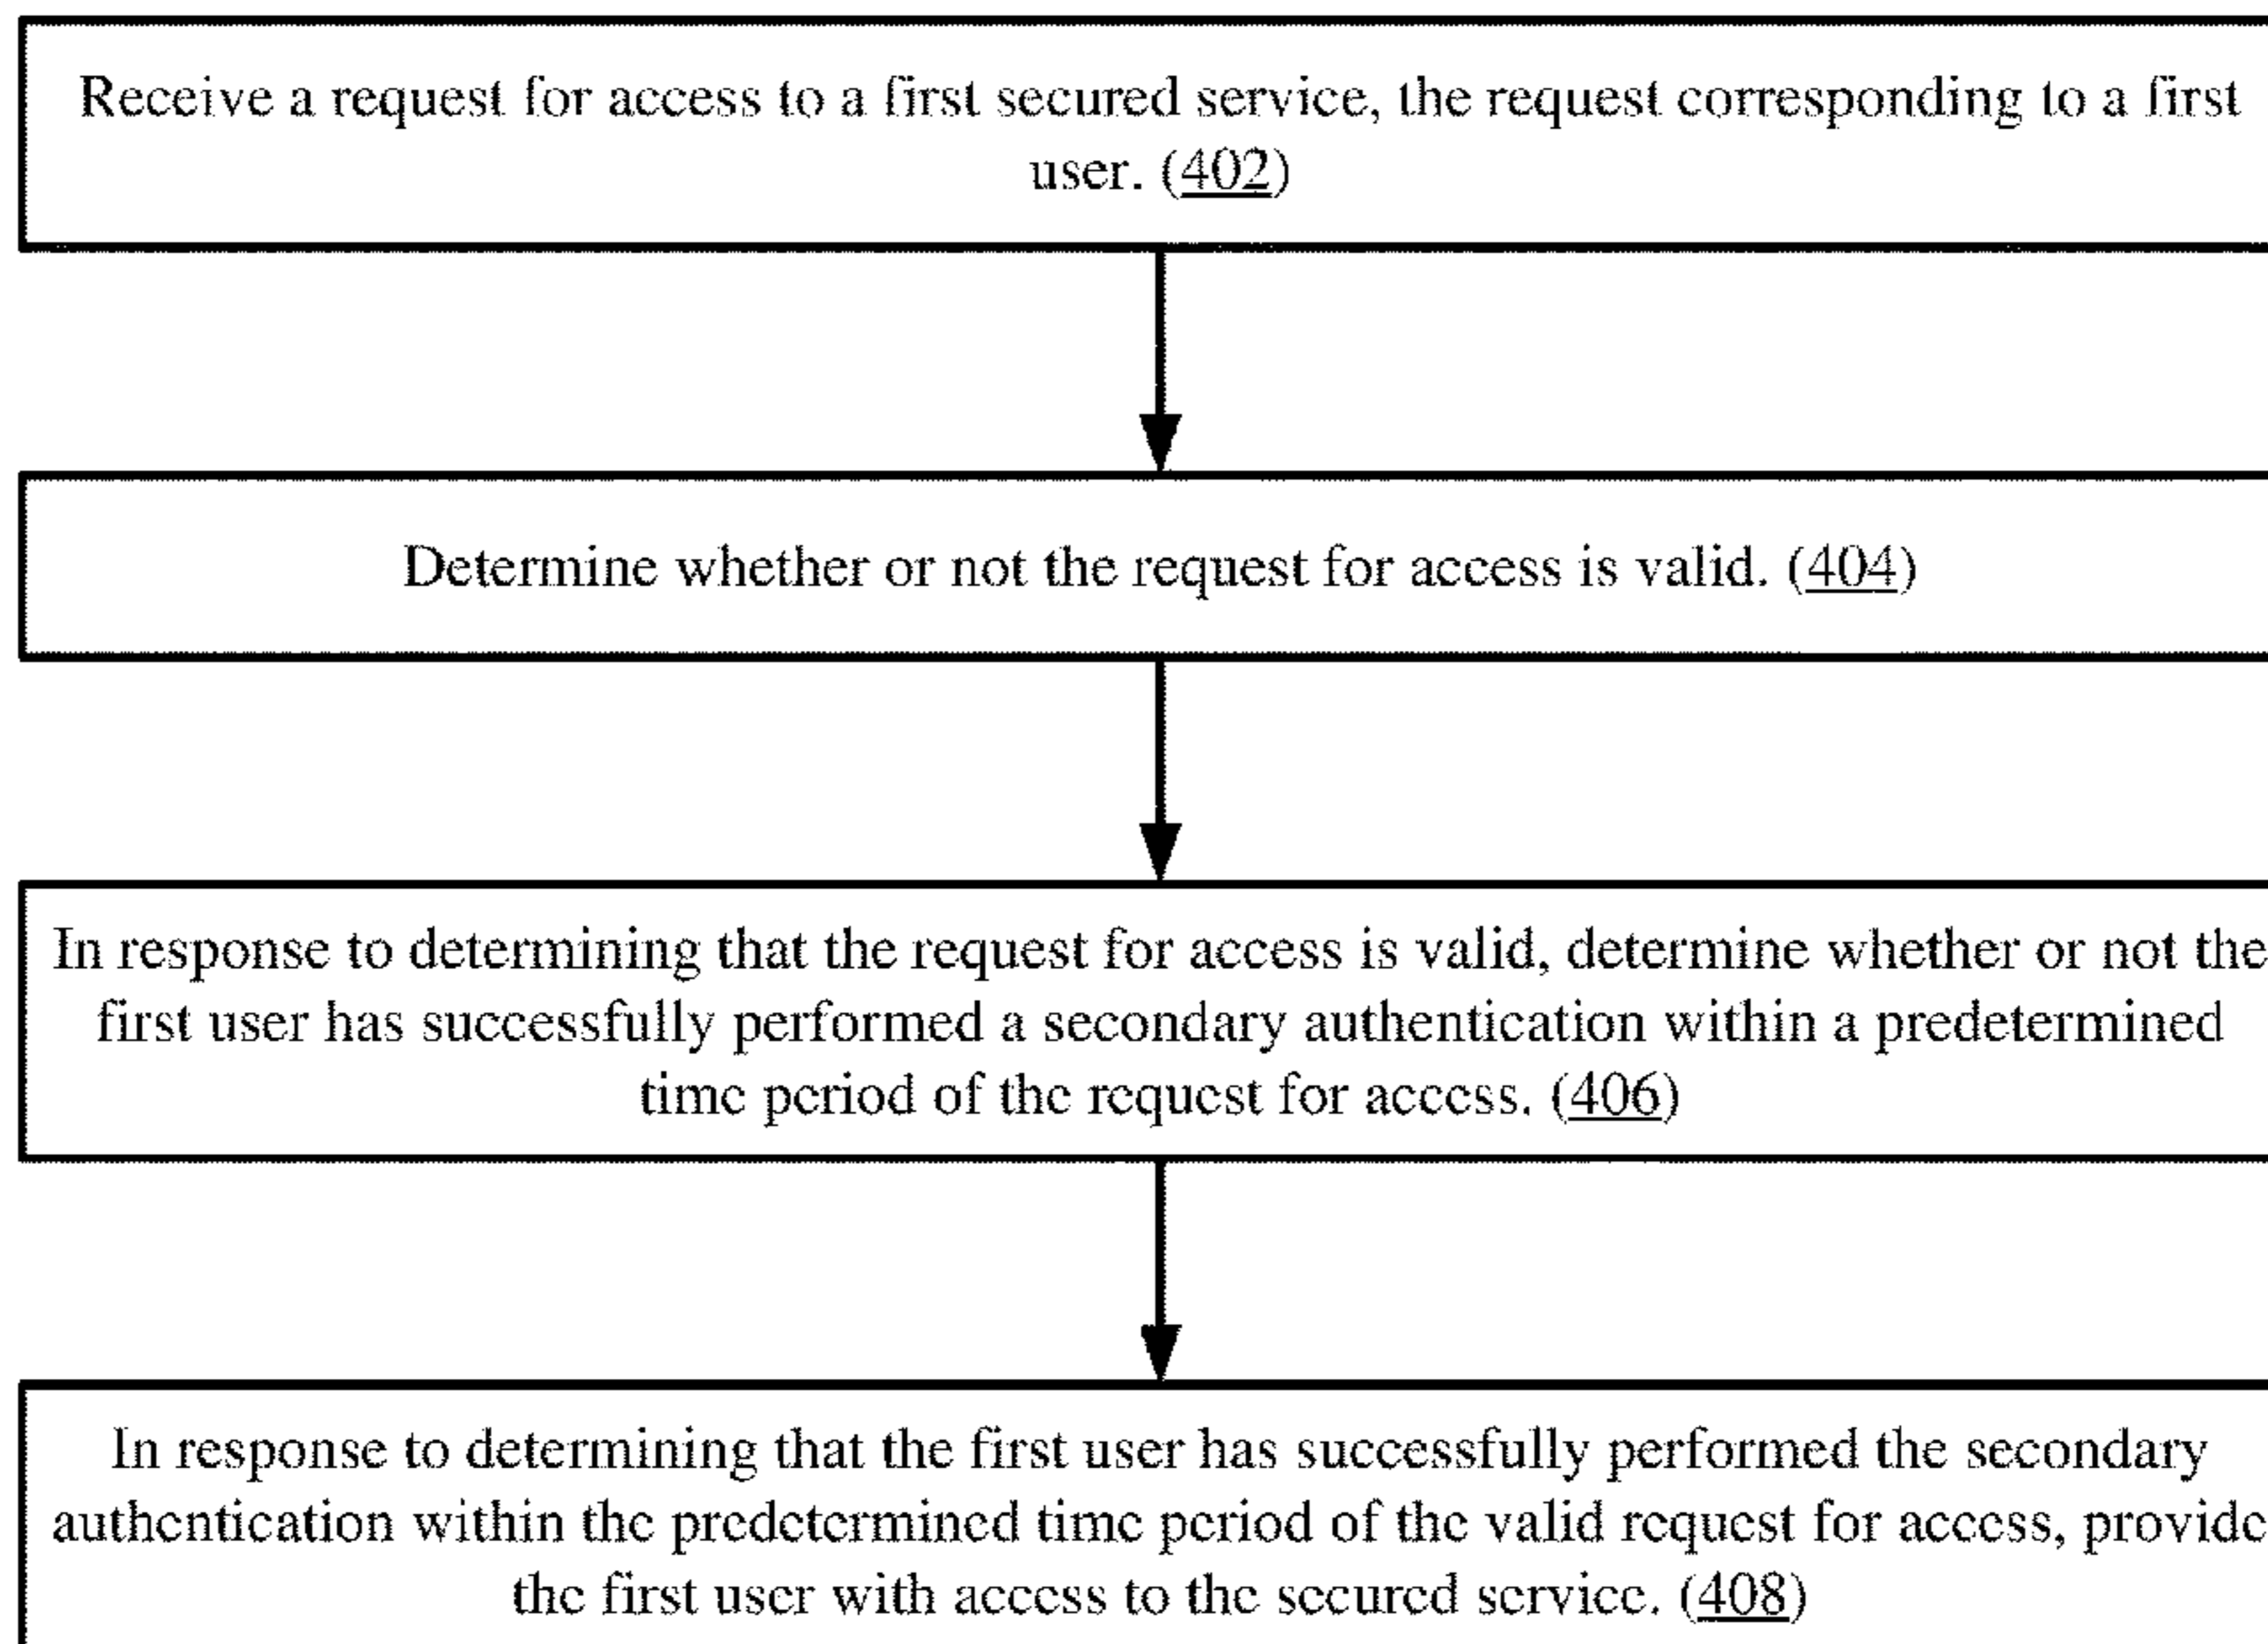 Receive a request for access to a first secured service, the request corresponding to a first
user. (402)
Determine whether or not the request for access is valid. (404)
In response to determining that the request for access is valid, determine whether or not the
first user has successfully performed a secondary authentication within a predetermined
time period of the request for access. (406)
In response to determining that the first user has successfully performed the secondary
authentication within the predetermined time period of the valid request for access, provide
the first user with access to the secured service. (408)